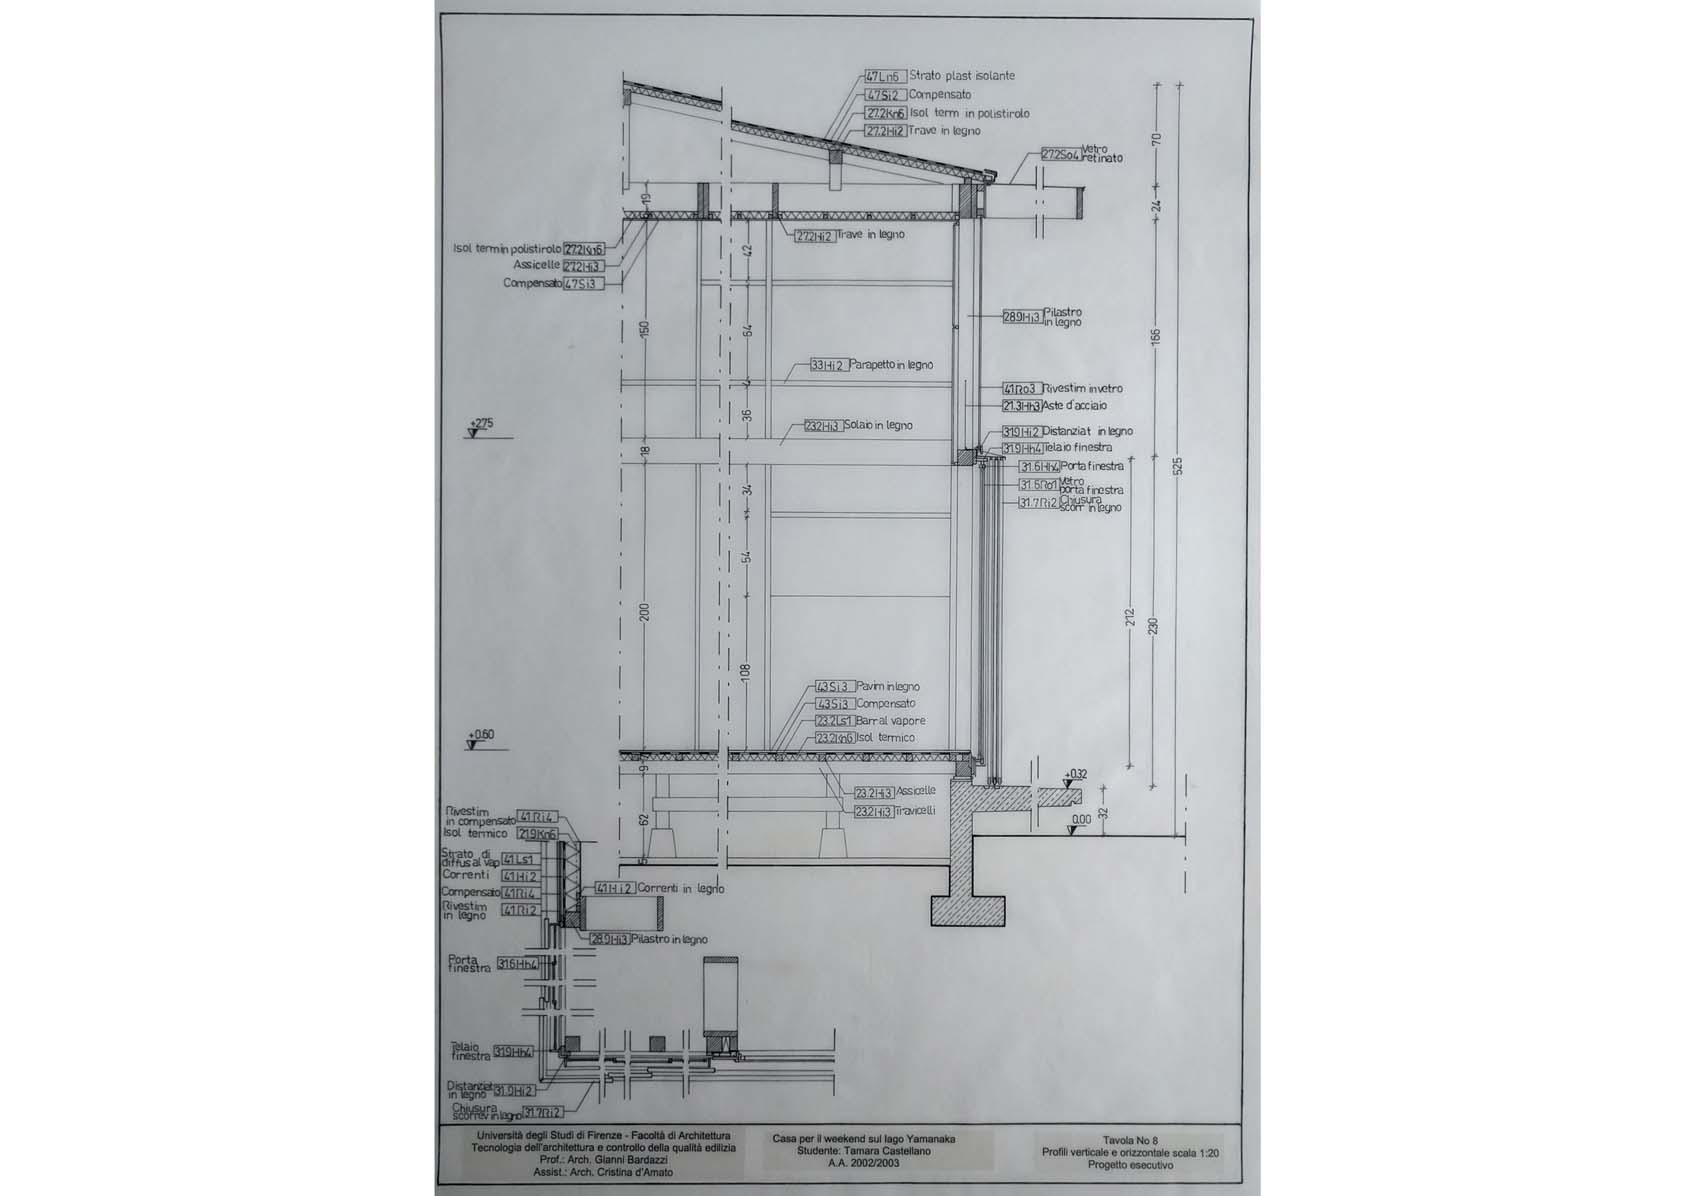 47Ln6 Strato plast isolante
47Si2 Compensato
27.2Kn6 Isol term in polistirolo
27.2Hi2 Trave in legno
27.2So4 Vetro
retinato
70
24
19
Isol term in polistirolo 27.2Kn6
Assicelle 27.2Hi3
Compensato 47Si3
27.2Hi2 Trave in legno
42
28.9Hi3 Pilastro
in legno
150
64
166
33Hi2 Parapetto in legno
4
41Ro3 Rivestim in vetro
21.3Hh3 Aste d'acciaio
36
+275
232Hi3 Solaio in legno
319Hi2 Distanziat in legno
31.9Hh4 Telaio finestra
18
31.6Hh4 Porta finestra
31.6Ro1 Vetro
porta finestra
31.7Ri2 Chiusura
scorr in legno
525
34
54
200
212
230
108
43Si3 Pavim in legno
43Si3 Compensato
23.2Ls1 Barr al vapore
23.2Kn6 Isol termico
+0.60
9
23.2Hi3 Assicelle
23.2Hi3 Travicelli
+0.32
32
0.00
62
5
Rivestim
in compensato 41Ri4
Isol termico 21.9Kn6
Strato di
diffus al vap 41Ls1
Correnti 41Hi2
Compensato 41Ri4
Rivestim
in legno 41Ri2
41Hi2 Correnti in legno
28.9Hi3 Pilastro in legno
Porta
finestra 31.6Hh4
Telaio
finestra 319Hh4
Distanziat
in legno 31.9Hi2
Chiusura
scorrev in legno 31.7Ri2
Università degli Studi di Firenze - Facoltà di Architettura
Tecnologia dell'architettura e controllo della qualità edilizia
Prof.: Arch. Gianni Bardazzi
Assist.: Arch. Cristina d'Amato
Casa per il weekend sul lago Yamanaka
Studente: Tamara Castellano
A.A. 2002/2003
Tavola No 8
Profili verticale e orizzontale scala 1:20
Progetto esecutivo